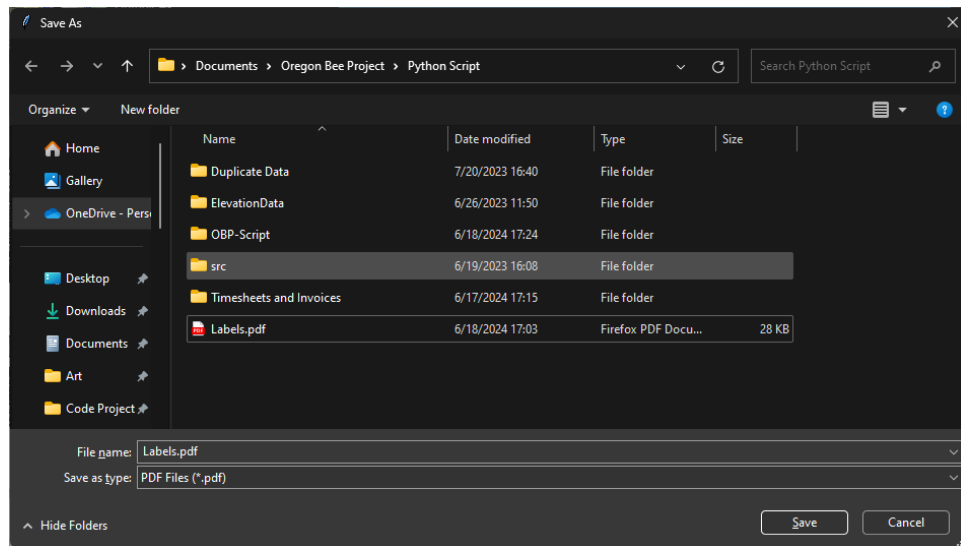 Save As
Documents > Oregon Bee Project > Python Script
Search Python Script
Organize
New folder
Name Date modified Type Size
Home
Gallery
OneDrive - Pers
Desktop
Downloads
Documents
Art
Code Project
Duplicate Data 7/20/2023 16:40 File folder
ElevationData 6/26/2023 11:50 File folder
OBP-Script 6/18/2024 17:24 File folder
src 6/19/2023 16:08 File folder
Timesheets and Invoices 6/17/2024 17:15 File folder
Labels.pdf 6/18/2024 17:03 Firefox PDF Docu... 28 KB
File name: Labels.pdf
Save as type: PDF Files (*.pdf)
Hide Folders
Save
Cancel